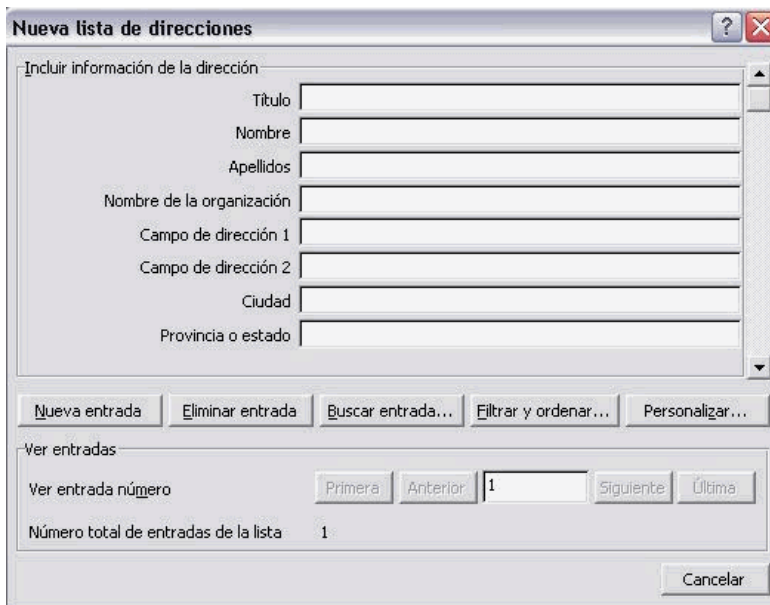 Nueva lista de direcciones
Incluir información de la dirección
Título
Nombre
Apellidos
Nombre de la organización
Campo de dirección 1
Campo de dirección 2
Ciudad
Provincia o estado
Nueva entrada Eliminar entrada Buscar entrada... Filtrar y ordenar... Personalizar...
Ver entradas
Ver entrada número Primera Anterior 1 Siguiente Última
Número total de entradas de la lista 1
Cancelar